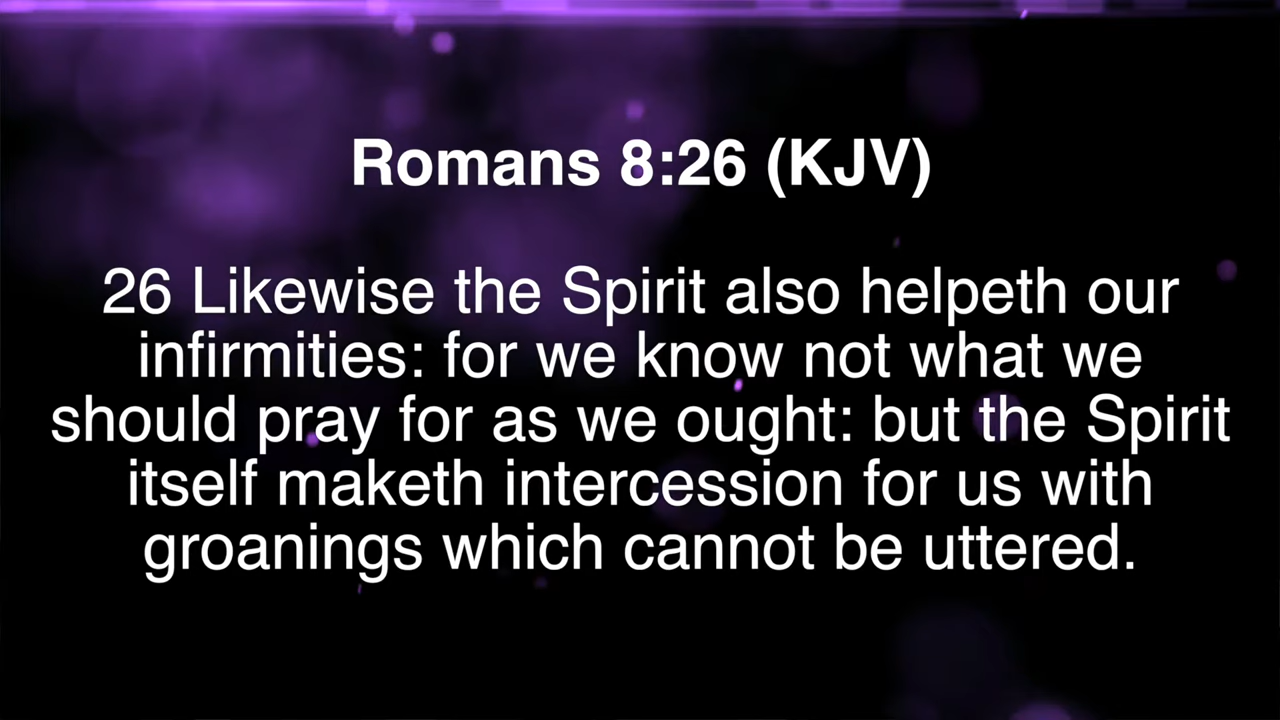 Romans 8:26 (KJV)
26 Likewise the Spirit also helpeth our
infirmities: for we know not what we
should pray for as we ought: but the Spirit
itself maketh intercession for us with
groanings which cannot be uttered.